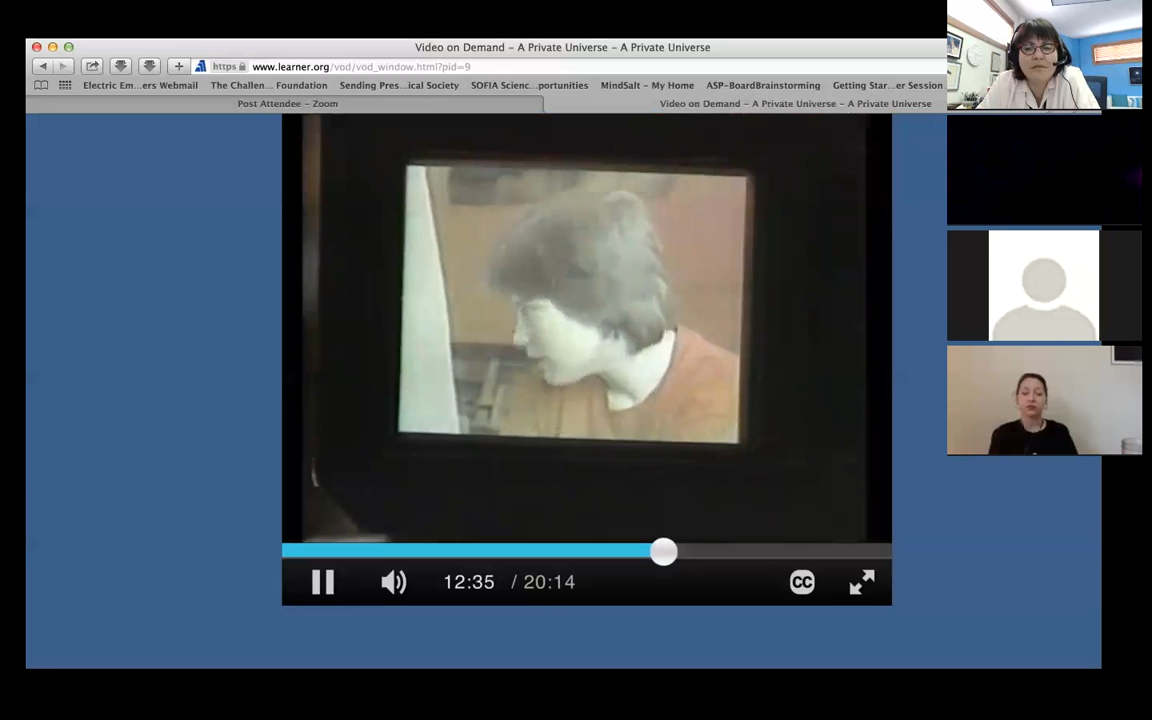 Video on Demand – A Private Universe – A Private Universe
https www.learner.org/vod/vod_window.html?pid=9
Electric Em...ers Webmail The Challen... Foundation Sending Pres...ical Society SOFIA Scienc...portunities MindSalt - My Home ASP-BoardBrainstorming Getting Star...er Session
Post Attendee – Zoom Video on Demand – A Private Universe – A Private Universe
12:35 / 20:14 CC